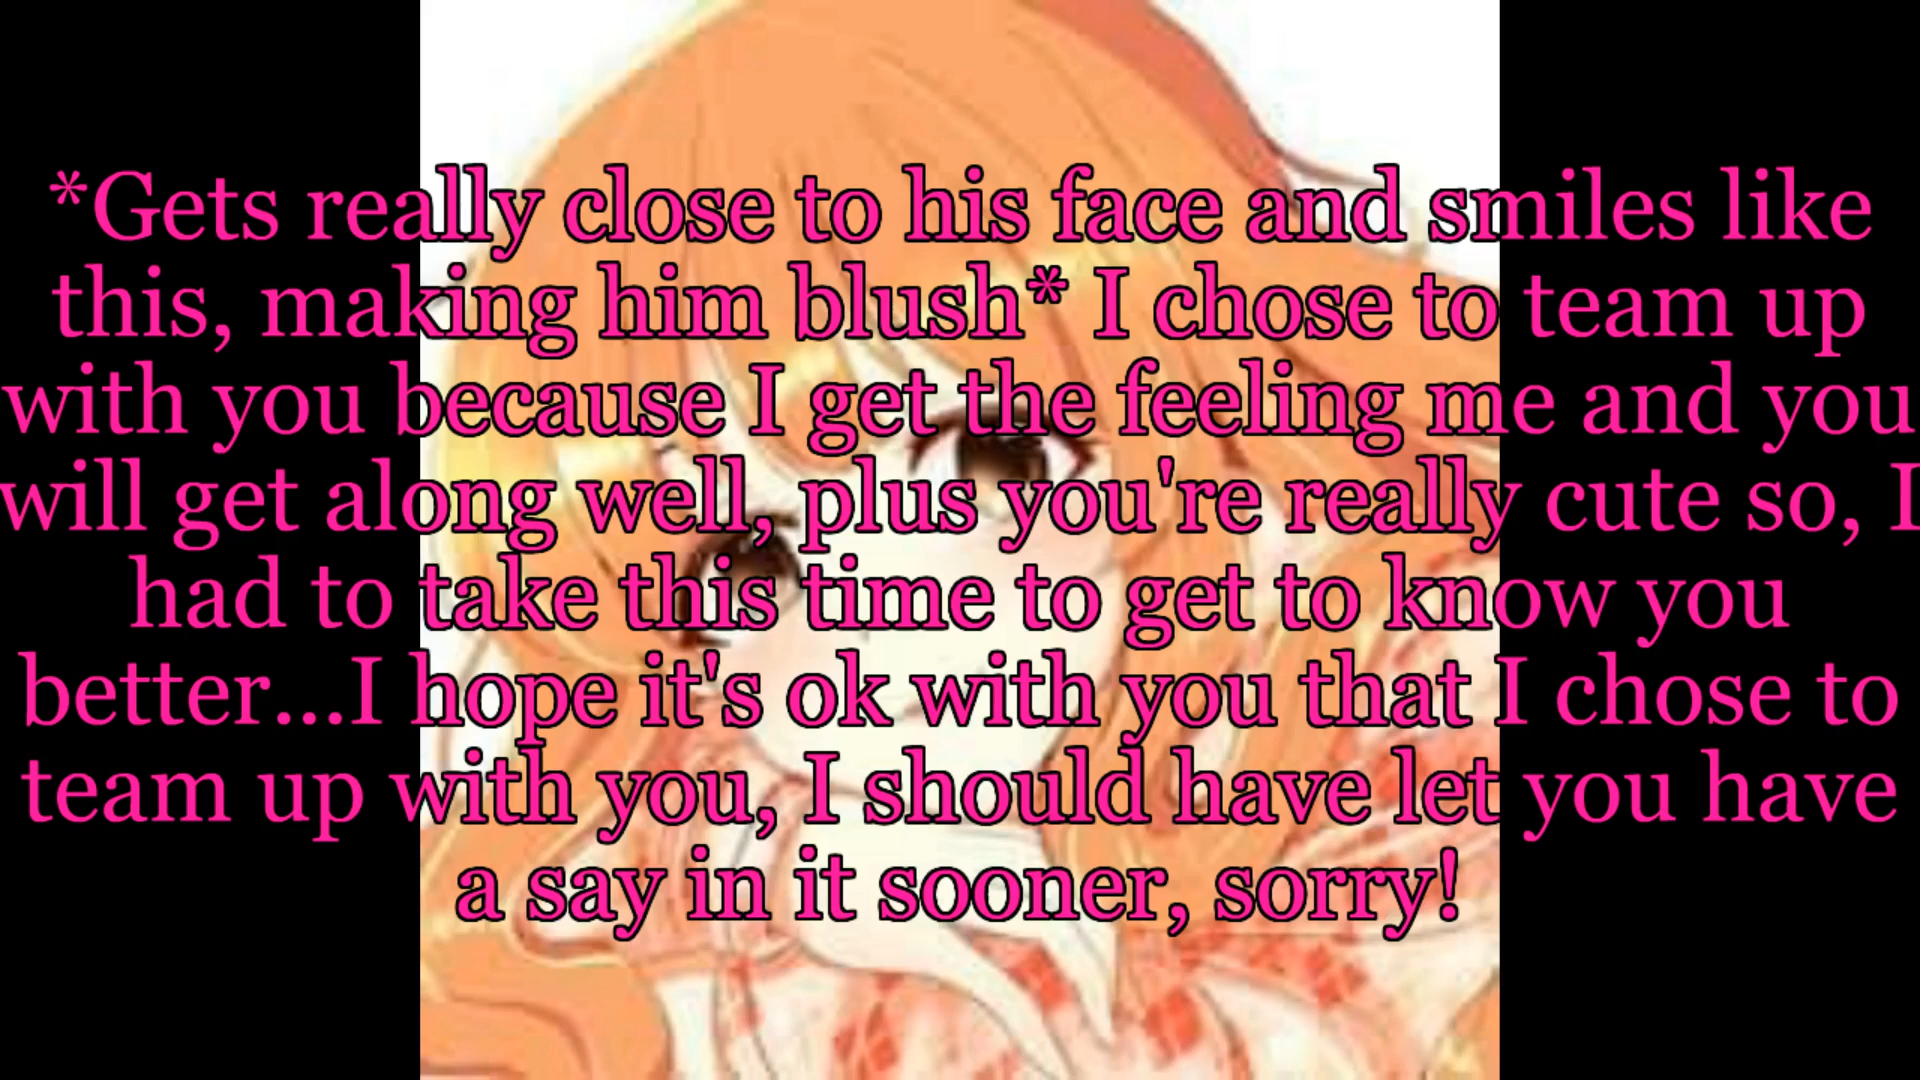 *Gets really close to his face and smiles like
this, making him blush* I chose to team up
with you because I get the feeling me and you
will get along well, plus you're really cute so, I
had to take this time to get to know you
better...I hope it's ok with you that I chose to
team up with you, I should have let you have
a say in it sooner, sorry!